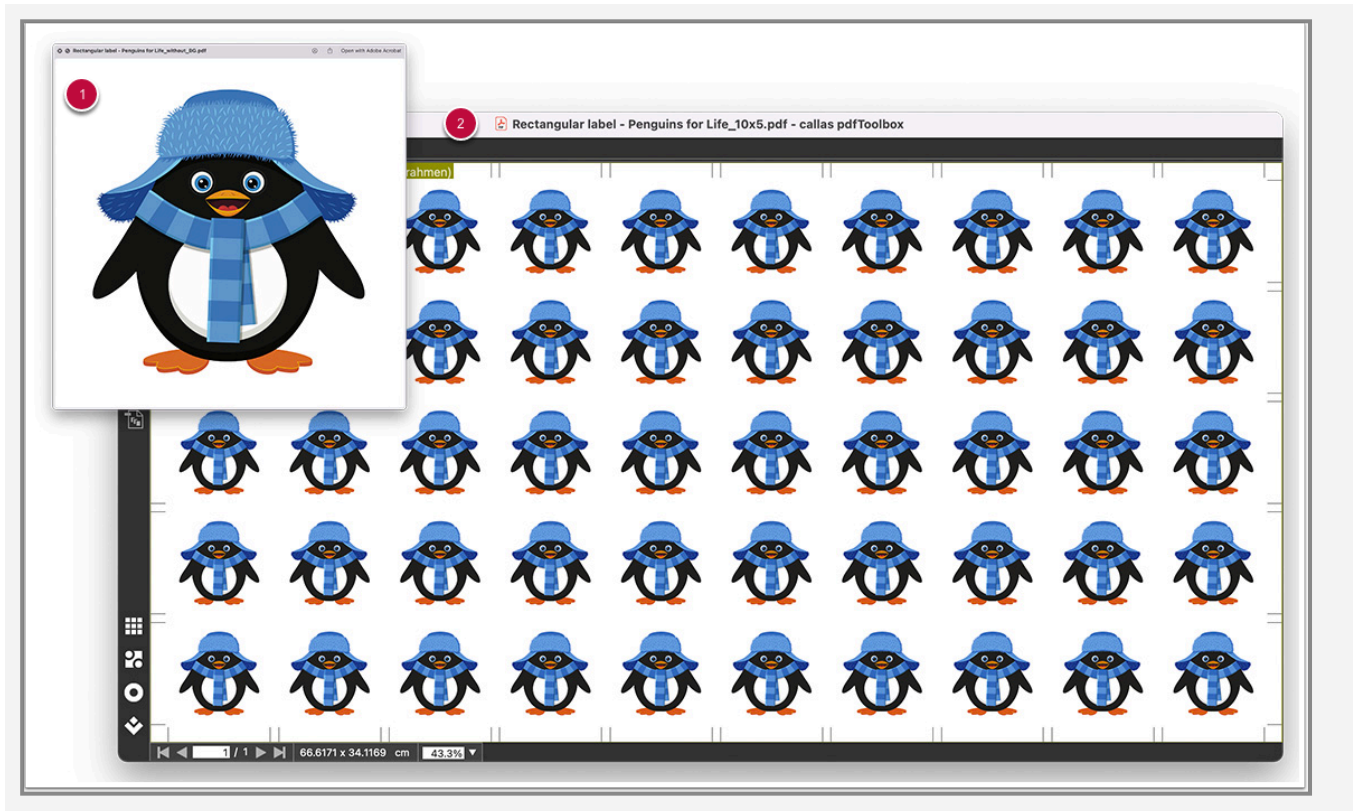 Rectangular label - Penguins for Life_without_DG.pdf
Open with Adobe Acrobat
1
2
Rectangular label - Penguins for Life_10x5.pdf - callas pdfToolbox
rahmen)
1 / 1
66.6171 x 34.1169 cm
43.3%